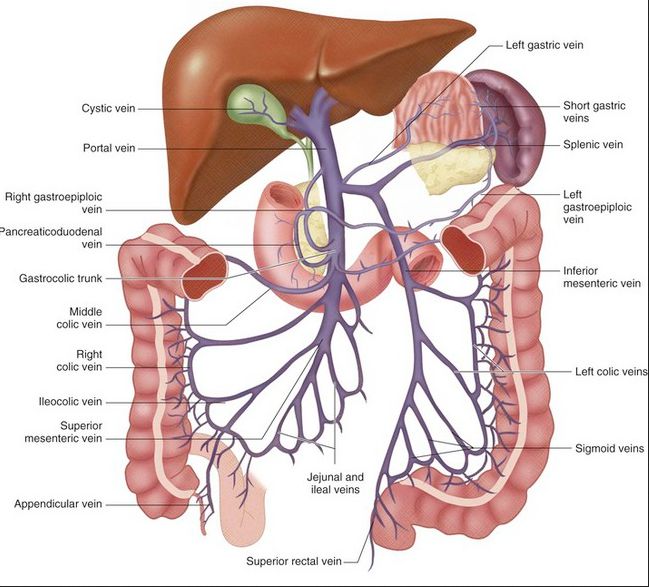 Left gastric vein
Cystic vein
Short gastric
veins
Portal vein
Splenic vein
Right gastroepiploic
vein
Left
gastroepiploic
vein
Pancreaticoduodenal
vein
Gastrocolic trunk
Inferior
mesenteric vein
Middle
colic vein
Right
colic vein
Left colic veins
Ileocolic vein
Superior
mesenteric vein
Sigmoid veins
Jejunal and
ileal veins
Appendicular vein
Superior rectal vein